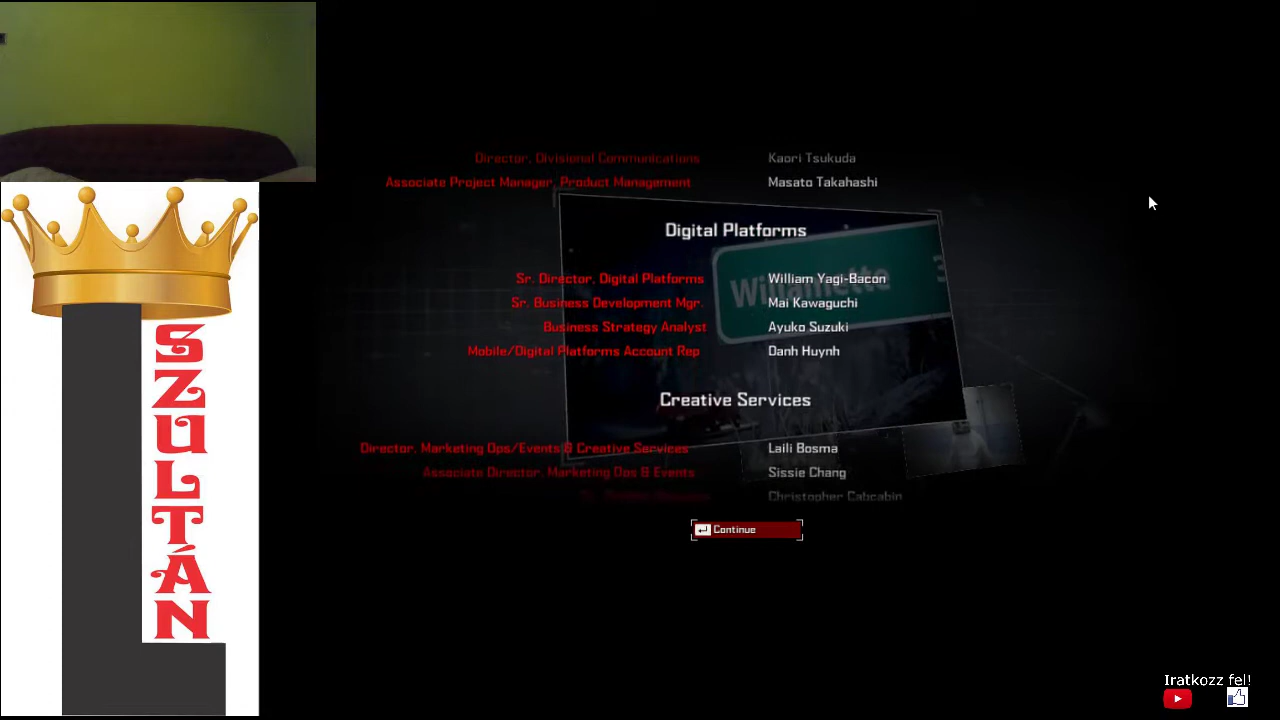 SZULTÁN
Director, Divisional Communications Kaori Tsukuda
Associate Project Manager, Product Management Masato Takahashi
Digital Platforms
Sr. Director, Digital Platforms William Yagi-Bacon
Sr. Business Development Mgr. Mai Kawaguchi
Business Strategy Analyst Ayuko Suzuki
Mobile/Digital Platforms Account Rep Danh Huynh
Creative Services
Director, Marketing Ops/Events & Creative Services Laili Bosma
Associate Director, Marketing Ops & Events Sissie Chang
Christopher Cabcabin
Continue
Iratkozz fel!